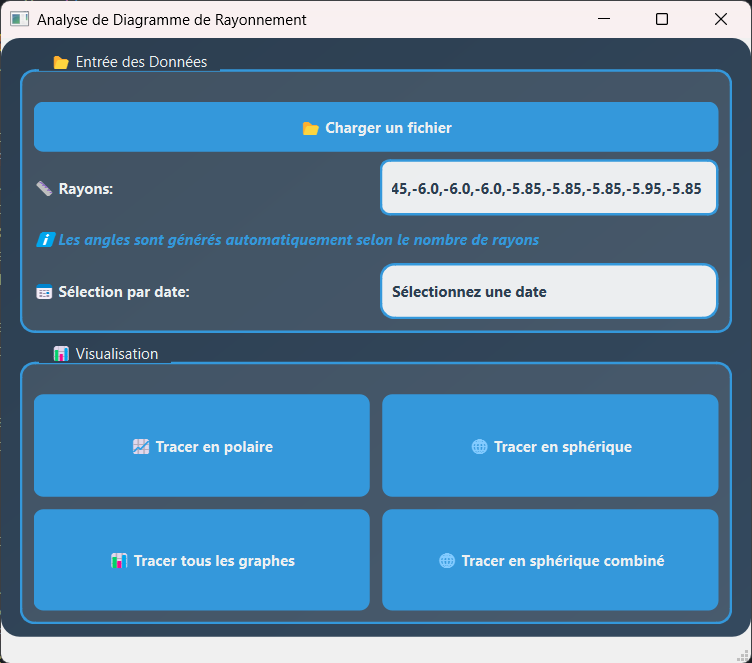 Analyse de Diagramme de Rayonnement
Entrée des Données
Charger un fichier
Rayons:
45,-6.0,-6.0,-6.0,-5.85,-5.85,-5.85,-5.95,-5.85
Les angles sont générés automatiquement selon le nombre de rayons
Sélection par date:
Sélectionnez une date
Visualisation
Tracer en polaire
Tracer en sphérique
Tracer tous les graphes
Tracer en sphérique combiné